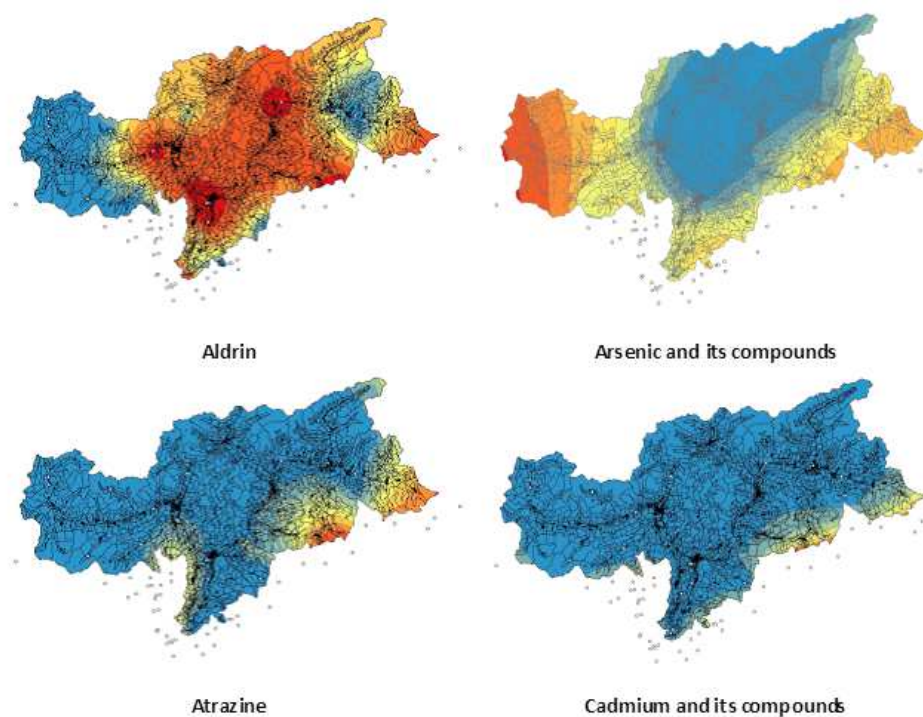 Aldrin
Arsenic and its compounds
Atrazine
Cadmium and its compounds